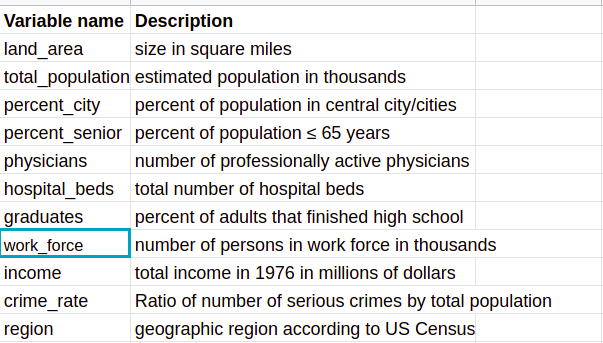 Variable name Description
land_area size in square miles
total_population estimated population in thousands
percent_city percent of population in central city/cities
percent_senior percent of population ≤ 65 years
physicians number of professionally active physicians
hospital_beds total number of hospital beds
graduates percent of adults that finished high school
work_force number of persons in work force in thousands
income total income in 1976 in millions of dollars
crime_rate Ratio of number of serious crimes by total population
region geographic region according to US Census